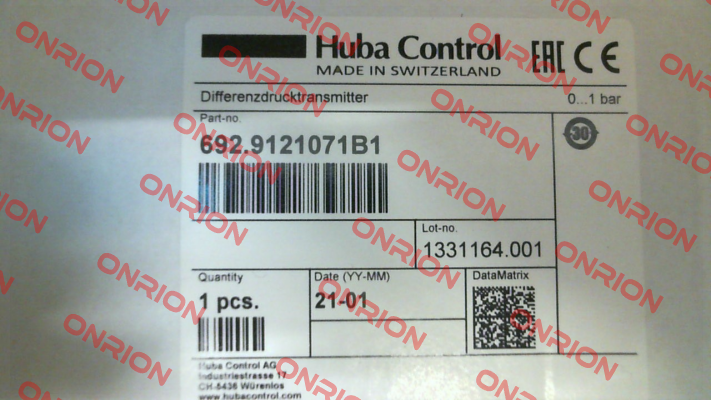 Huba Control
MADE IN SWITZERLAND
EAC CE
Differenzdrucktransmitter 0...1 bar
Part-no.
692.9121071B1
30
Lot-no.
1331164.001
Quantity
1 pcs.
Date (YY-MM)
21-01
DataMatrix
Huba Control AG
Industriestrasse 17
CH-5436 Würenlos
www.hubacontrol.com
ONRION